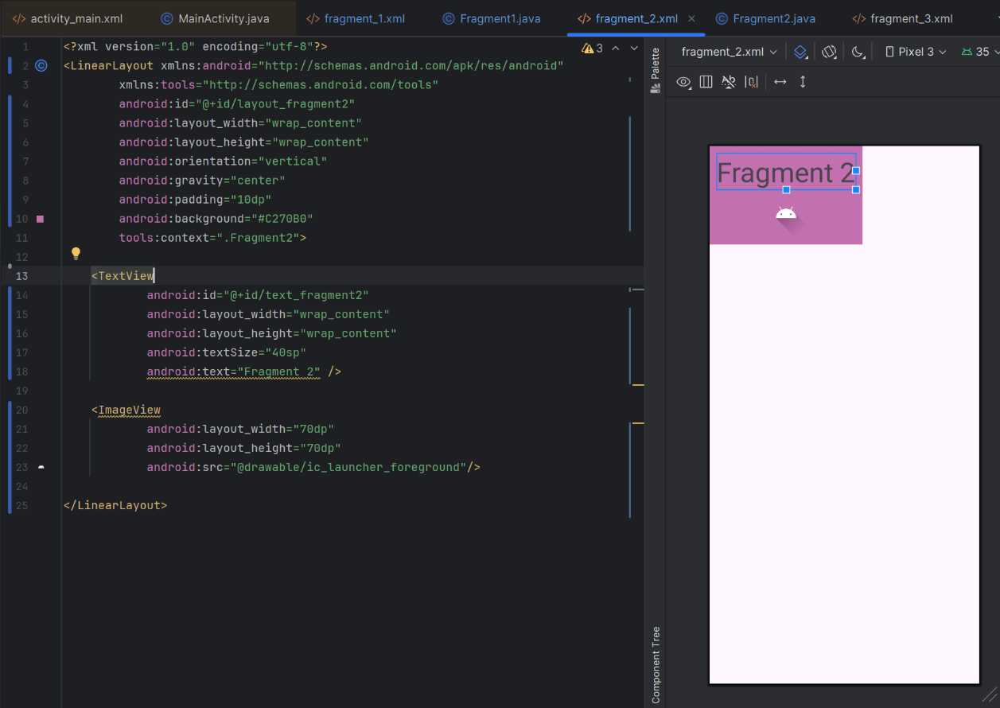 activity_main.xml MainActivity.java fragment_1.xml Fragment1.java fragment_2.xml Fragment2.java fragment_3.xml
1 <?xml version="1.0" encoding="utf-8"?>
2 <LinearLayout xmlns:android="http://schemas.android.com/apk/res/android"
3 xmlns:tools="http://schemas.android.com/tools"
4 android:id="@+id/layout_fragment2"
5 android:layout_width="wrap_content"
6 android:layout_height="wrap_content"
7 android:orientation="vertical"
8 android:gravity="center"
9 android:padding="10dp"
10 android:background="#C270B0"
11 tools:context=".Fragment2">
12
13 <TextView
14 android:id="@+id/text_fragment2"
15 android:layout_width="wrap_content"
16 android:layout_height="wrap_content"
17 android:textSize="40sp"
18 android:text="Fragment 2" />
19
20 <ImageView
21 android:layout_width="70dp"
22 android:layout_height="70dp"
23 android:src="@drawable/ic_launcher_foreground"/>
24
25 </LinearLayout>
3
Palette
Component Tree
fragment_2.xml Pixel 3 35
Fragment 2